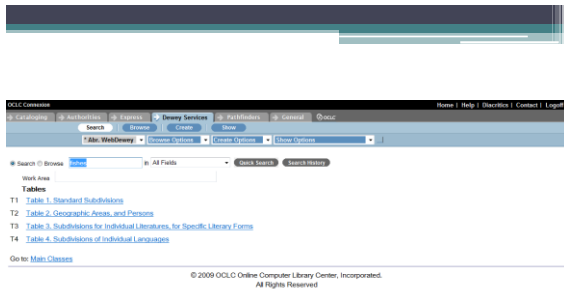 OCLC Connexion Home | Help | Diacritics | Contact | Logoff
Cataloging Authorities Express Dewey Services Pathfinders General OCLC
Search Browse Create Show
* Abr. WebDewey Browse Options Create Options Show Options
Search Browse fishes in All Fields Quick Search Search History
Work Area
Tables
T1 Table 1. Standard Subdivisions
T2 Table 2. Geographic Areas, and Persons
T3 Table 3. Subdivisions for Individual Literatures, for Specific Literary Forms
T4 Table 4. Subdivisions of Individual Languages
Go to: Main Classes
© 2009 OCLC Online Computer Library Center, Incorporated.
All Rights Reserved